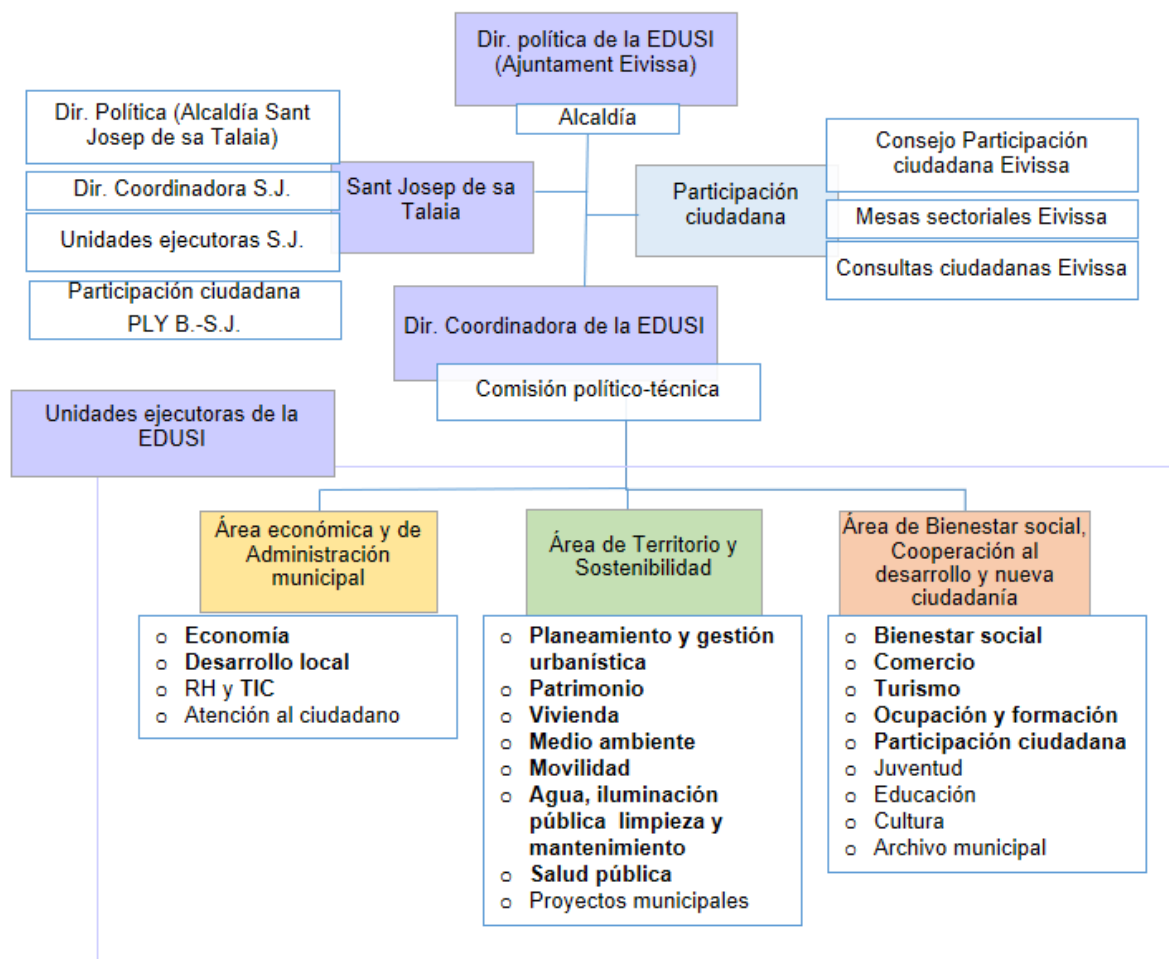 Dir. política de la EDUSI
(Ajuntament Eivissa)
Alcaldía
Dir. Política (Alcaldía Sant
Josep de sa Talaia)
Dir. Coordinadora S.J.
Unidades ejecutoras S.J.
Participación ciudadana
PLY B.-S.J.
Sant Josep de sa
Talaia
Participación
ciudadana
Consejo Participación
ciudadana Eivissa
Mesas sectoriales Eivissa
Consultas ciudadanas Eivissa
Dir. Coordinadora de la EDUSI
Comisión político-técnica
Unidades ejecutoras de la
EDUSI
Área económica y de
Administración
municipal
o Economía
o Desarrollo local
o RH y TIC
o Atención al ciudadano
Área de Territorio y
Sostenibilidad
o Planeamiento y gestión
urbanística
o Patrimonio
o Vivienda
o Medio ambiente
o Movilidad
o Agua, iluminación
pública limpieza y
mantenimiento
o Salud pública
o Proyectos municipales
Área de Bienestar social,
Cooperación al
desarrollo y nueva
ciudadanía
o Bienestar social
o Comercio
o Turismo
o Ocupación y formación
o Participación ciudadana
o Juventud
o Educación
o Cultura
o Archivo municipal